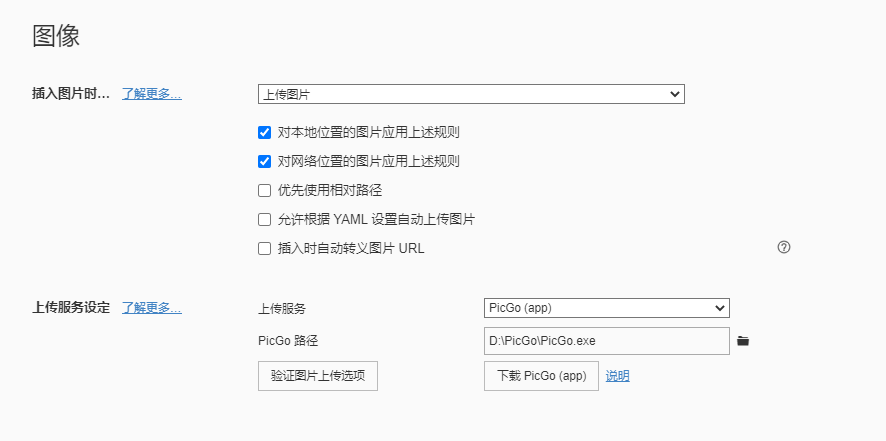 图像
插入图片时... 了解更多... 上传图片
对本地位置的图片应用上述规则
对网络位置的图片应用上述规则
优先使用相对路径
允许根据 YAML 设置自动上传图片
插入时自动转义图片 URL
上传服务设定 了解更多... 上传服务 PicGo (app)
PicGo 路径 D:\PicGo\PicGo.exe
验证图片上传选项 下载 PicGo (app) 说明